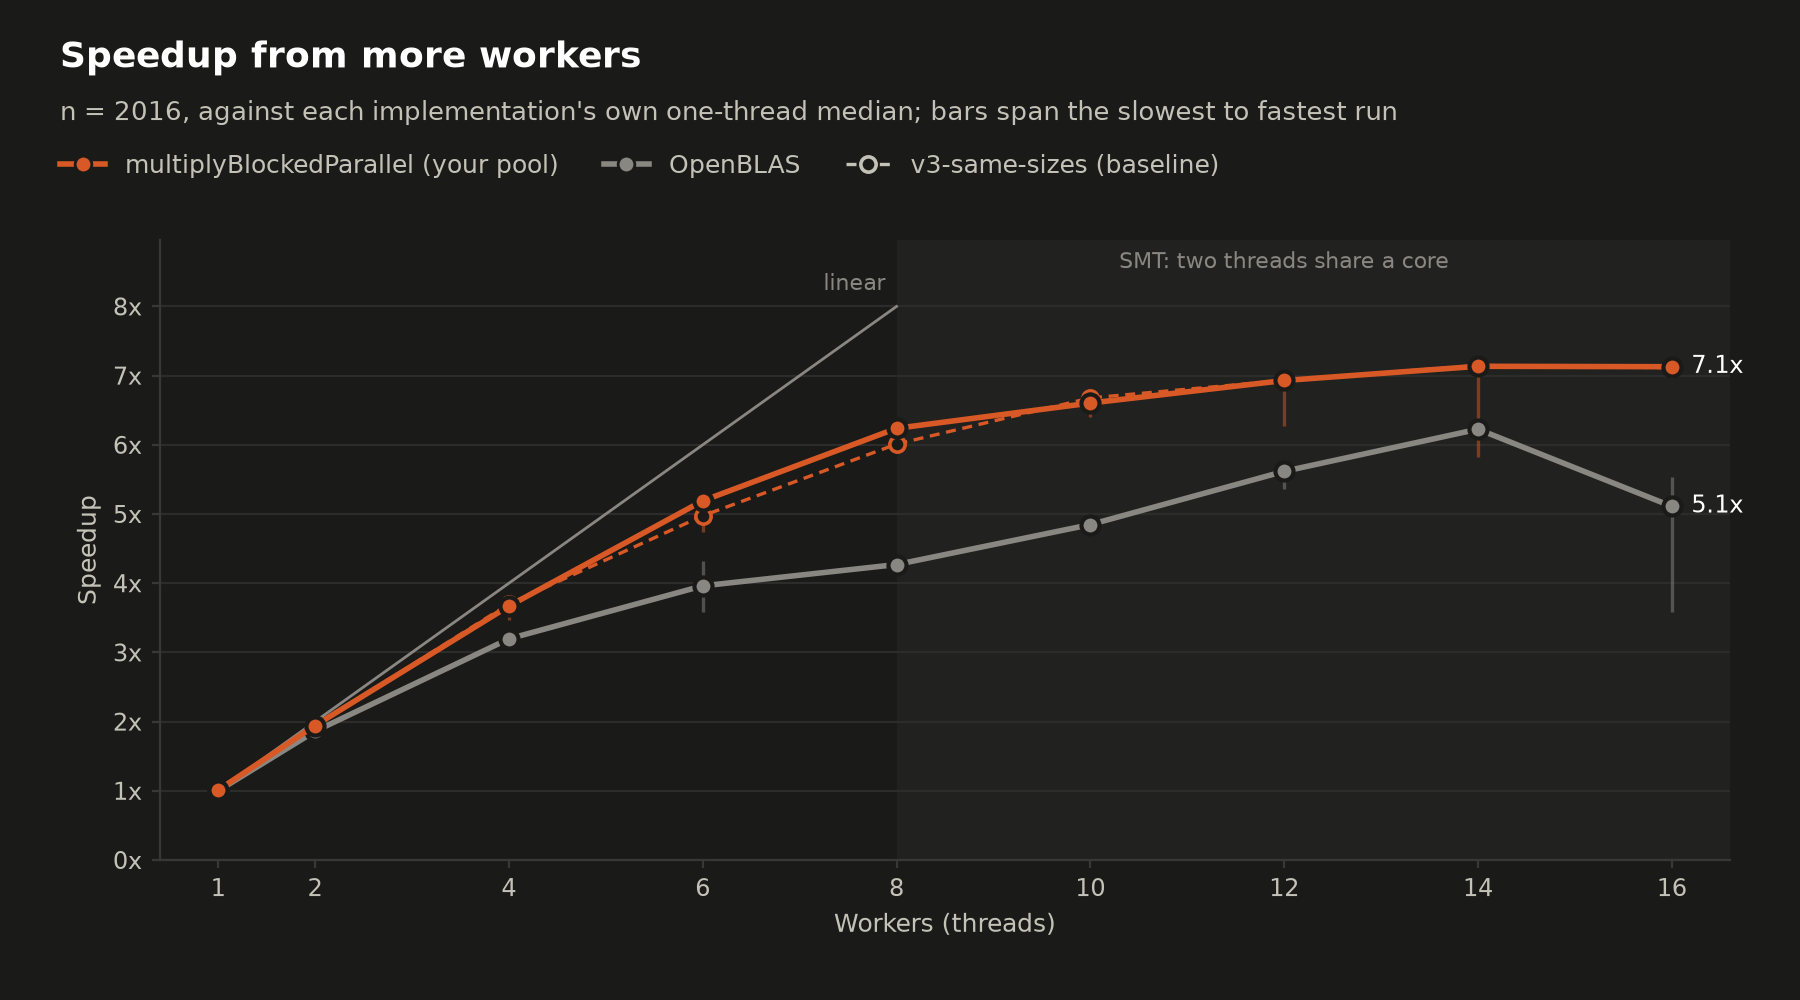 Speedup from more workers
n = 2016, against each implementation's own one-thread median; bars span the slowest to fastest run
multiplyBlockedParallel (your pool) OpenBLAS v3-same-sizes (baseline)
SMT: two threads share a core
linear
8x
7x
7.1x
6x
5x
5.1x
Speedup
4x
3x
2x
1x
0x
1 2 4 6 8 10 12 14 16
Workers (threads)